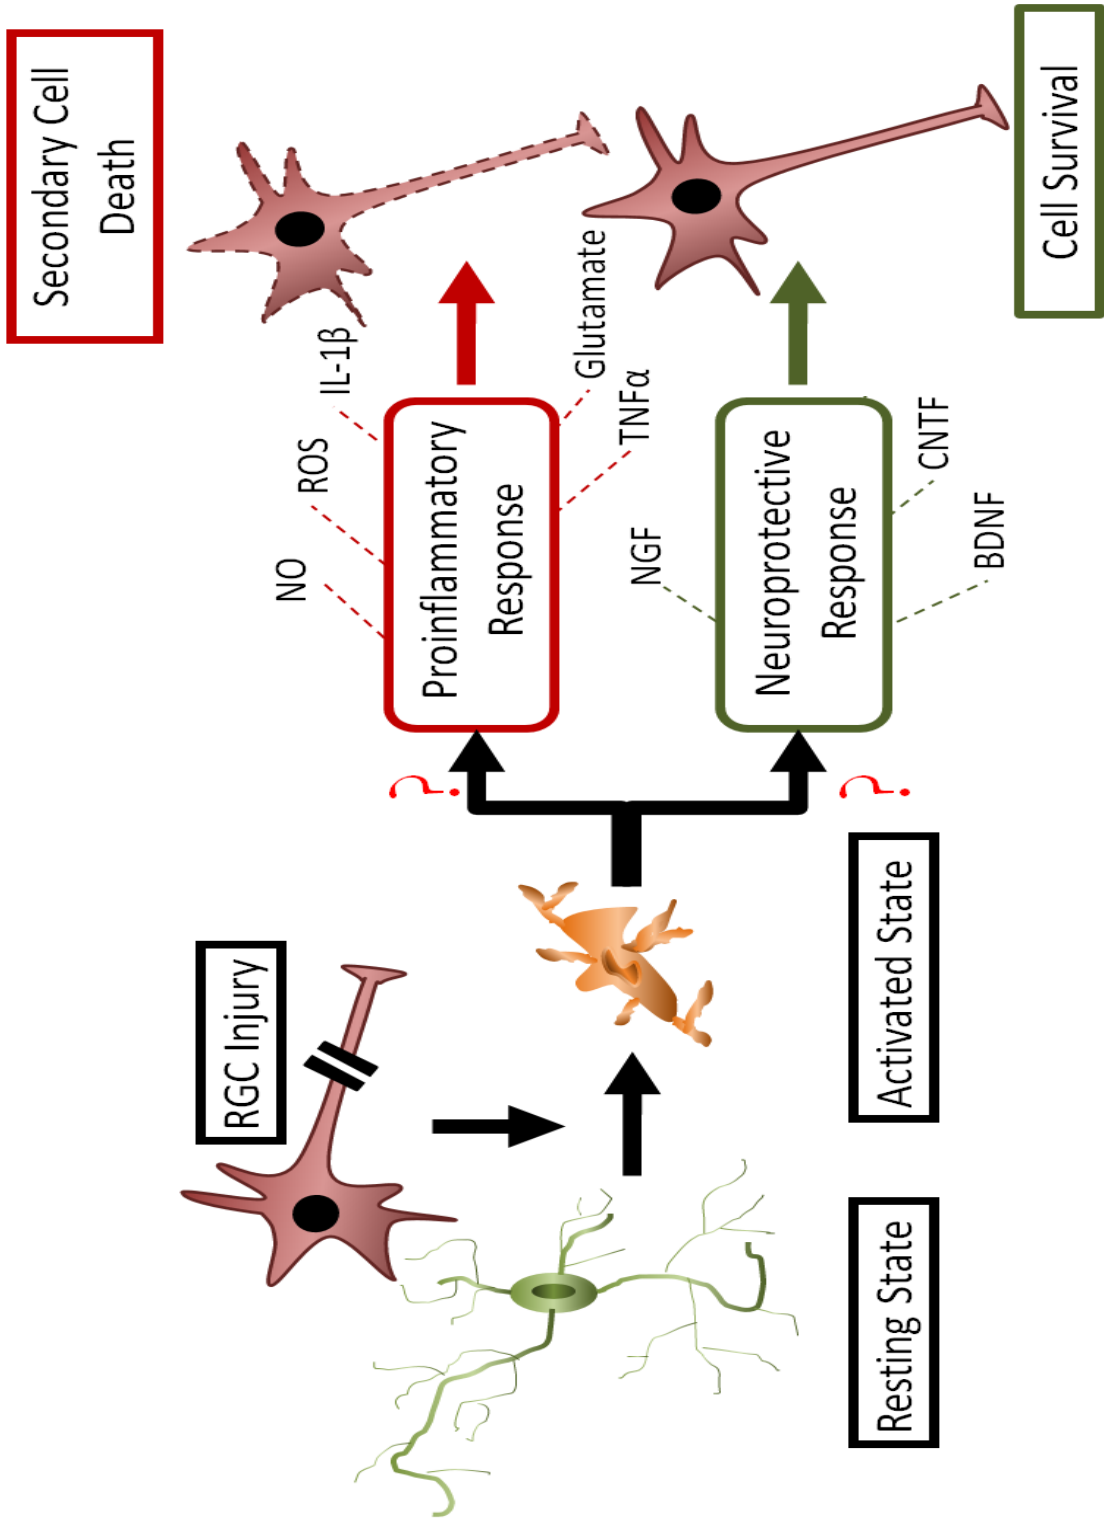 RGC Injury
Resting State
Activated State
?
?
Proinflammatory
Response
NO
ROS
IL-1β
Glutamate
TNFα
Neuroprotective
Response
NGF
CNTF
BDNF
Secondary Cell
Death
Cell Survival